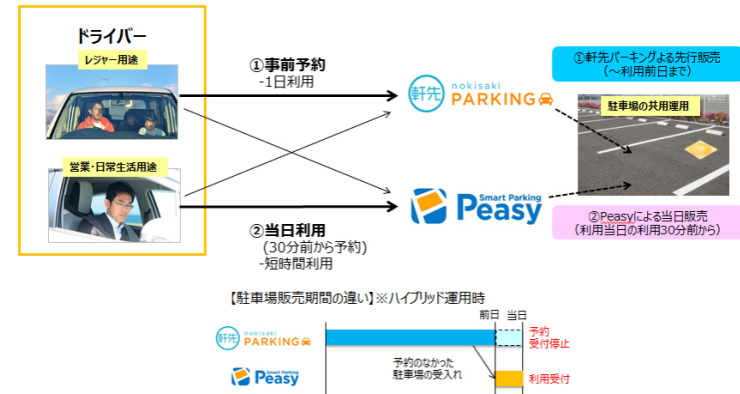 ドライバー
レジャー用途
営業・日常生活用途
①事前予約
-1日利用
②当日利用
(30分前から予約)
-短時間利用
軒先
nokisaki
PARKING
Smart Parking
Peasy
①軒先パーキングよる先行販売
(~利用前日まで)
駐車場の共用運用
②Peasyによる当日販売
(利用当日の利用30分前から)
【駐車場販売期間の違い】※ハイブリッド運用時
前日 当日
軒先
nokisaki
PARKING
予約
受付停止
予約のなかった
駐車場の受入れ
Smart Parking
Peasy
利用受付